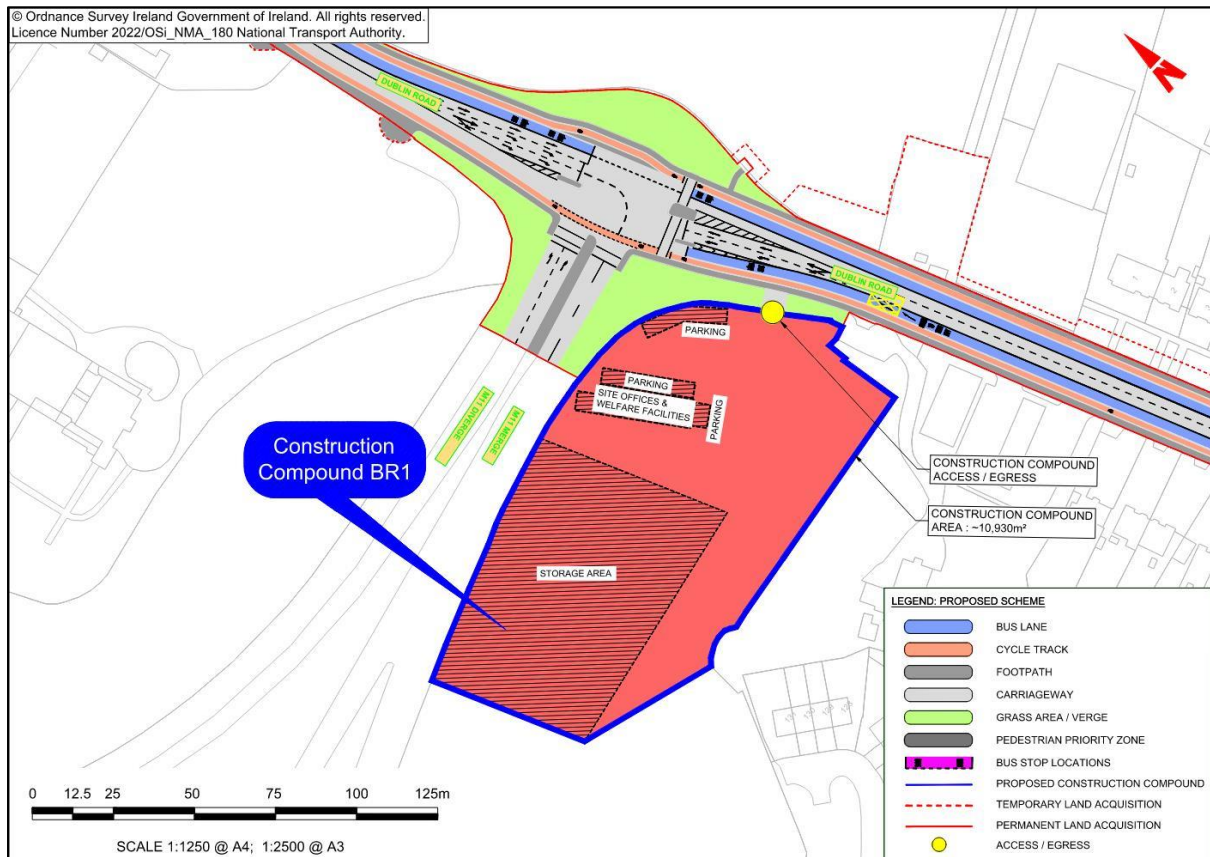 © Ordnance Survey Ireland Government of Ireland. All rights reserved.
Licence Number 2022/OSi_NMA_180 National Transport Authority.
N
DUBLIN ROAD
DUBLIN ROAD
PARKING
PARKING
SITE OFFICES &
WELFARE FACILITIES
PARKING
M11 DIVERGE
M11 MERGE
Construction
Compound BR1
CONSTRUCTION COMPOUND
ACCESS / EGRESS
CONSTRUCTION COMPOUND
AREA : ~10,930m²
STORAGE AREA
LEGEND: PROPOSED SCHEME
BUS LANE
CYCLE TRACK
FOOTPATH
CARRIAGEWAY
GRASS AREA / VERGE
PEDESTRIAN PRIORITY ZONE
BUS STOP LOCATIONS
PROPOSED CONSTRUCTION COMPOUND
TEMPORARY LAND ACQUISITION
PERMANENT LAND ACQUISITION
ACCESS / EGRESS
0 12.5 25 50 75 100 125m
SCALE 1:1250 @ A4; 1:2500 @ A3